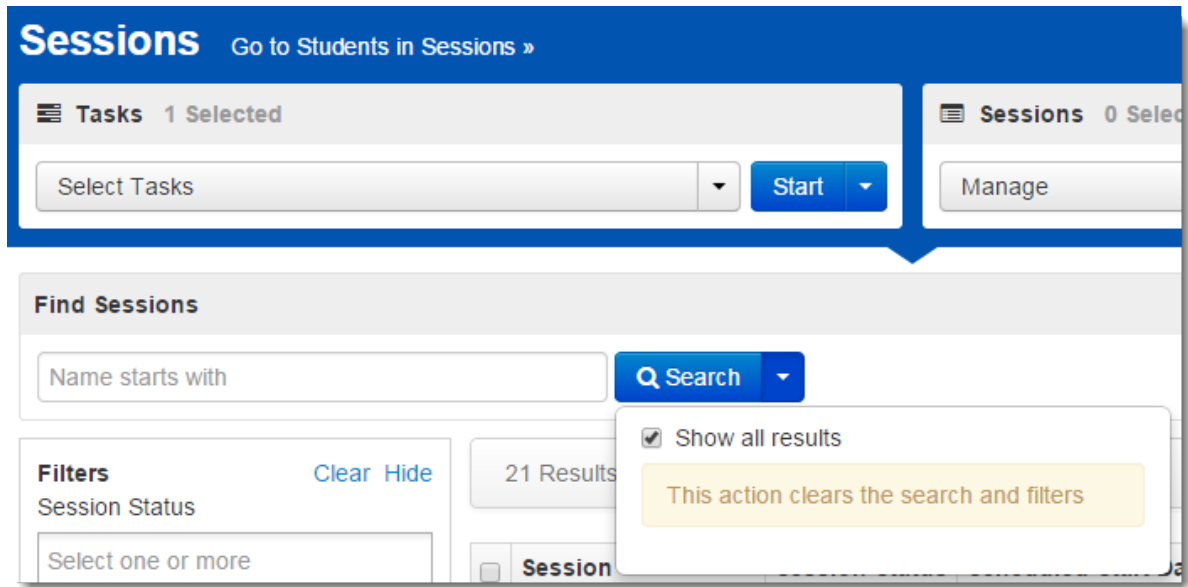 Sessions Go to Students in Sessions »
Tasks 1 Selected
Sessions 0 Selec
Select Tasks
Start
Manage
Find Sessions
Name starts with
Search
Show all results
Filters Clear Hide
21 Results
This action clears the search and filters
Session Status
Select one or more
Session